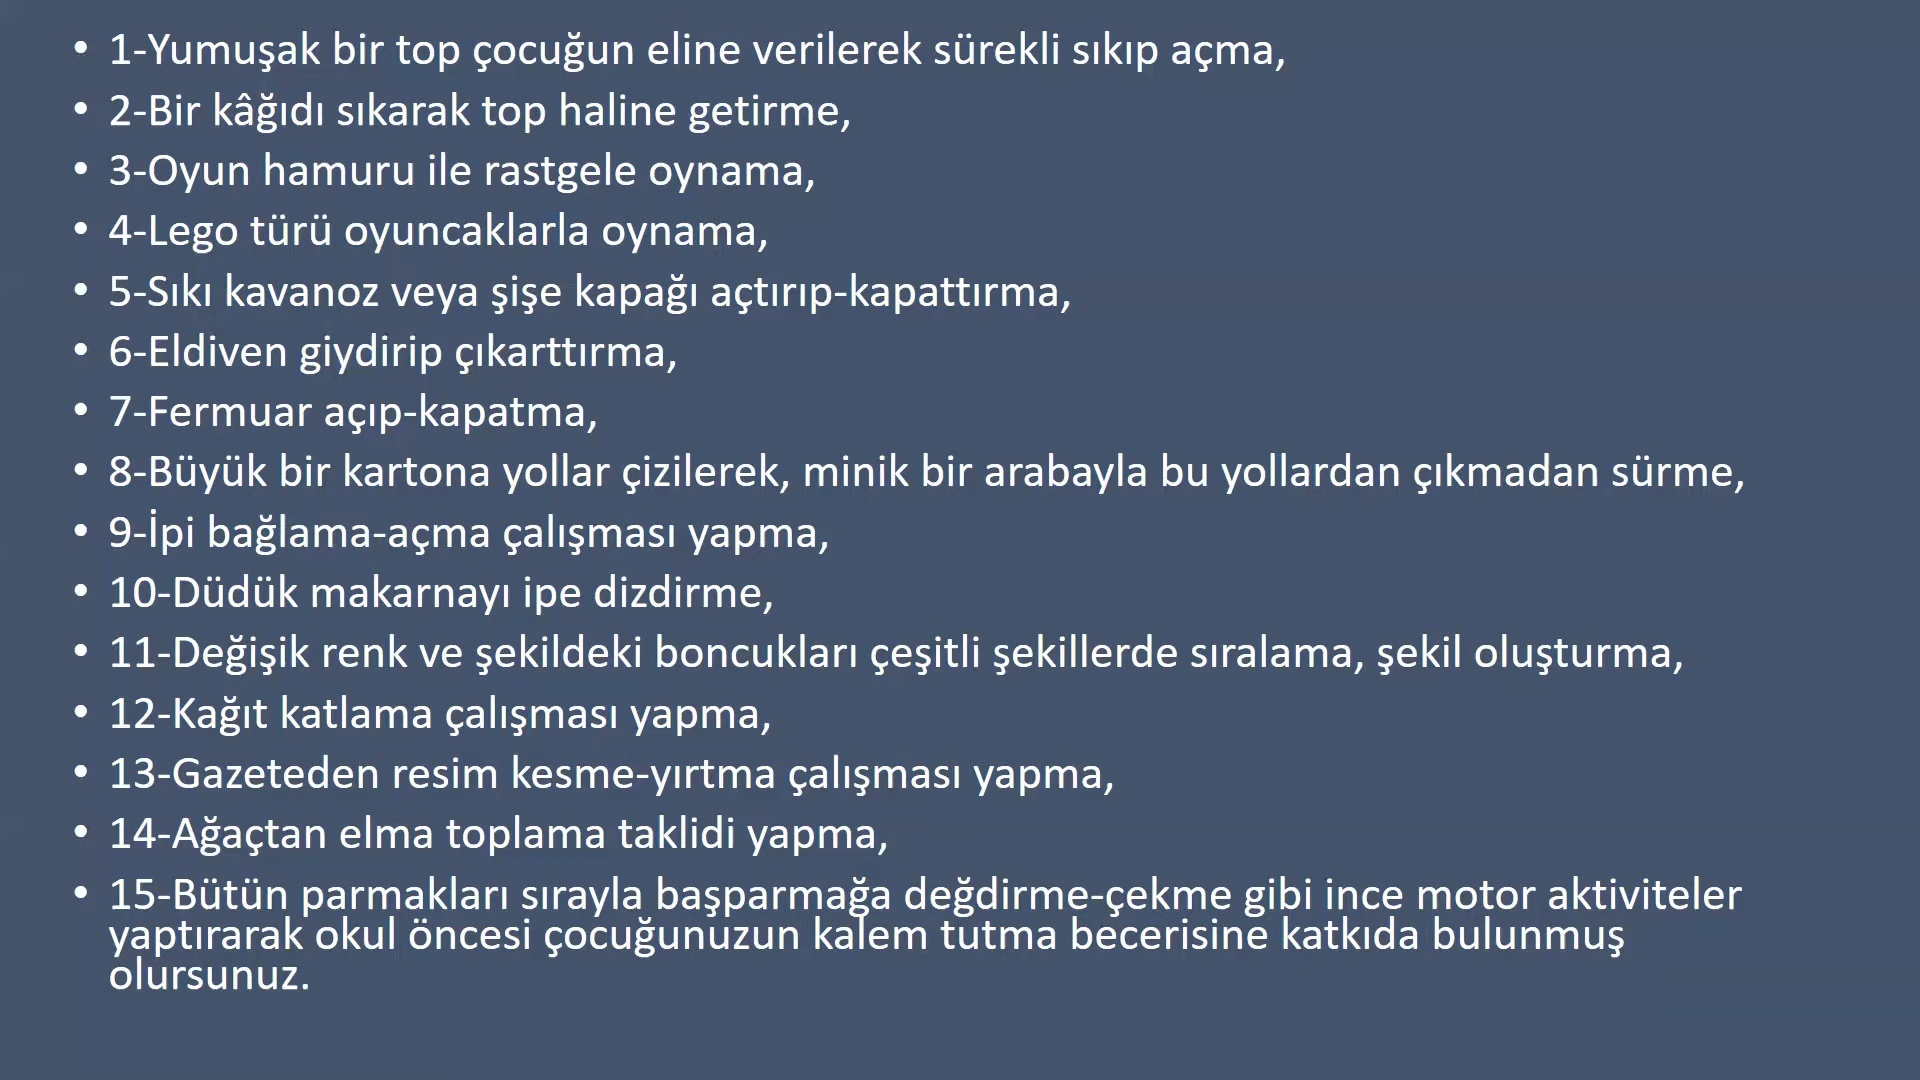 • 1-Yumuşak bir top çocuğun eline verilerek sürekli sıkıp açma,
• 2-Bir kâğıdı sıkarak top haline getirme,
• 3-Oyun hamuru ile rastgele oynama,
• 4-Lego türü oyuncaklarla oynama,
• 5-Sıkı kavanoz veya şişe kapağı açtırıp-kapattırma,
• 6-Eldiven giydirip çıkarttırma,
• 7-Fermuar açıp-kapatma,
• 8-Büyük bir kartona yollar çizilerek, minik bir arabayla bu yollardan çıkmadan sürme,
• 9-İpi bağlama-açma çalışması yapma,
• 10-Düdük makarnayı ipe dizdirme,
• 11-Değişik renk ve şekildeki boncukları çeşitli şekillerde sıralama, şekil oluşturma,
• 12-Kağıt katlama çalışması yapma,
• 13-Gazeteden resim kesme-yırtma çalışması yapma,
• 14-Ağaçtan elma toplama taklidi yapma,
• 15-Bütün parmakları sırayla başparmağa değdirme-çekme gibi ince motor aktiviteler
yaptırarak okul öncesi çocuğunuzun kalem tutma becerisine katkıda bulunmuş
olursunuz.